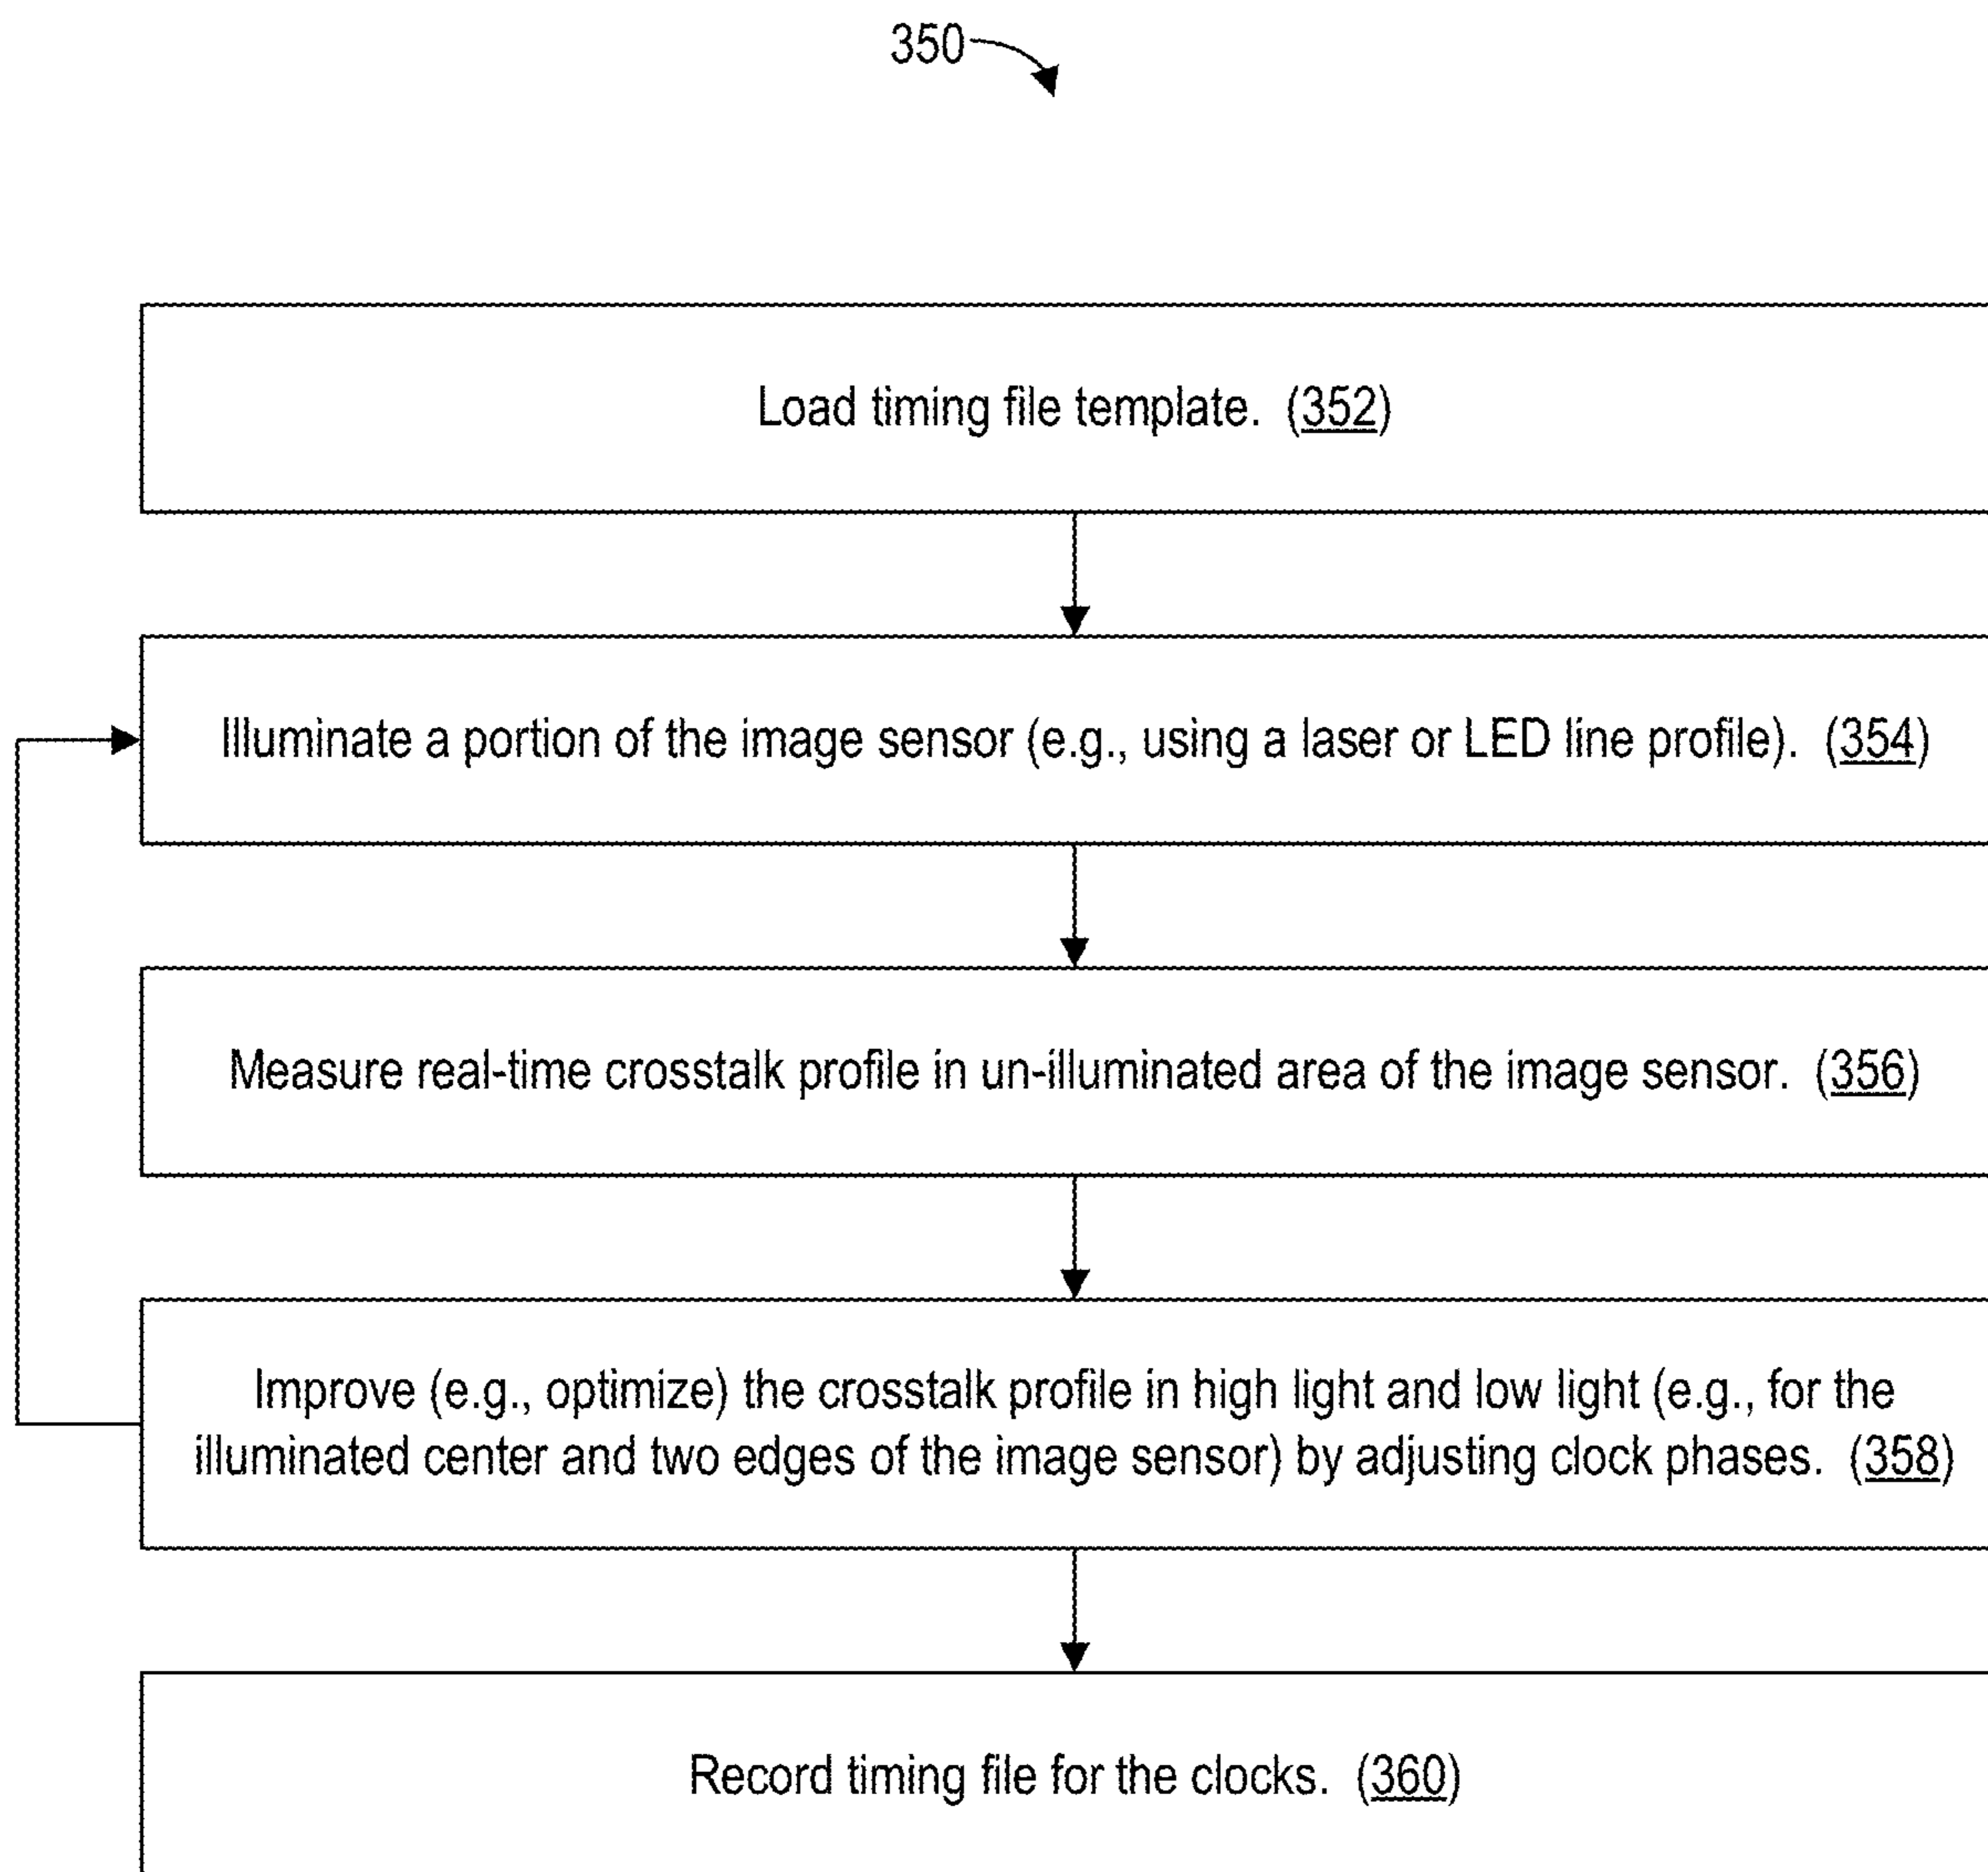 350
Load timing file template. (352)
Illuminate a portion of the image sensor (e.g., using a laser or LED line profile). (354)
Measure real-time crosstalk profile in un-illuminated area of the image sensor. (356)
Improve (e.g., optimize) the crosstalk profile in high light and low light (e.g., for the
illuminated center and two edges of the image sensor) by adjusting clock phases. (358)
Record timing file for the clocks. (360)